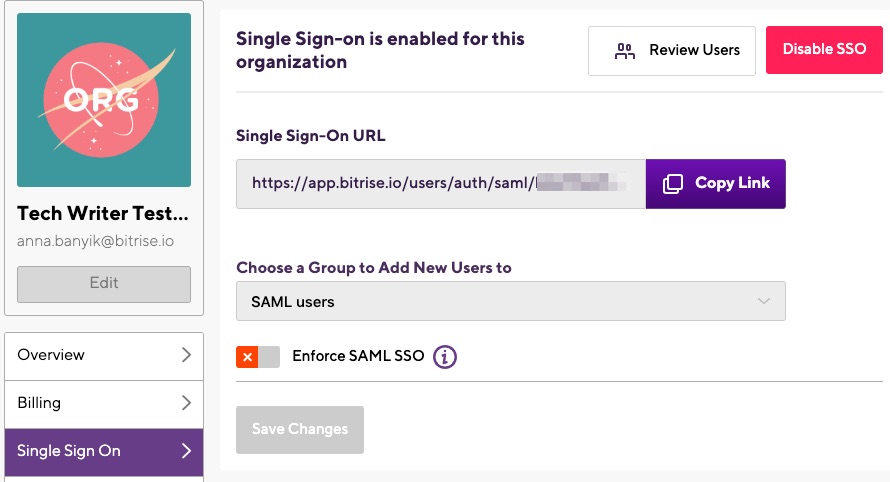 ORG
Tech Writer Test...
anna.banyik@bitrise.io
Edit
Overview
Billing
Single Sign On
Single Sign-on is enabled for this
organization
Review Users
Disable SSO
Single Sign-On URL
https://app.bitrise.io/users/auth/saml/
Copy Link
Choose a Group to Add New Users to
SAML users
Enforce SAML SSO
Save Changes